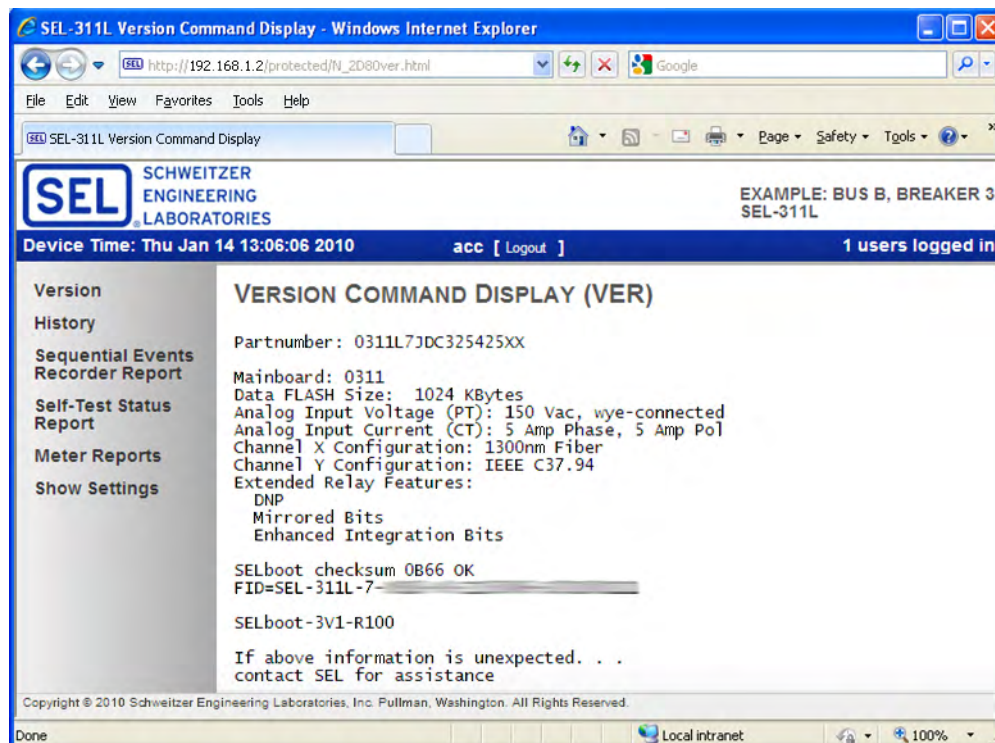 SEL-311L Version Command Display - Windows Internet Explorer
http://192.168.1.2/protected/N_2D80ver.html
Google
File Edit View Favorites Tools Help
SEL-311L Version Command Display
Page Safety Tools
SEL
SCHWEITZER
ENGINEERING
LABORATORIES
EXAMPLE: BUS B, BREAKER 3
SEL-311L
Device Time: Thu Jan 14 13:06:06 2010 acc [ Logout ] 1 users logged in
Version
History
Sequential Events
Recorder Report
Self-Test Status
Report
Meter Reports
Show Settings
VERSION COMMAND DISPLAY (VER)
Partnumber: 0311L7JDC325425XX
Mainboard: 0311
Data FLASH Size: 1024 KBytes
Analog Input Voltage (PT): 150 Vac, wye-connected
Analog Input Current (CT): 5 Amp Phase, 5 Amp Pol
Channel X Configuration: 1300nm Fiber
Channel Y Configuration: IEEE C37.94
Extended Relay Features:
DNP
Mirrored Bits
Enhanced Integration Bits
SELboot checksum 0B66 OK
FID=SEL-311L-7-
SELboot-3V1-R100
If above information is unexpected. . .
contact SEL for assistance
Copyright © 2010 Schweitzer Engineering Laboratories, Inc. Pullman, Washington. All Rights Reserved.
Done Local intranet 100%